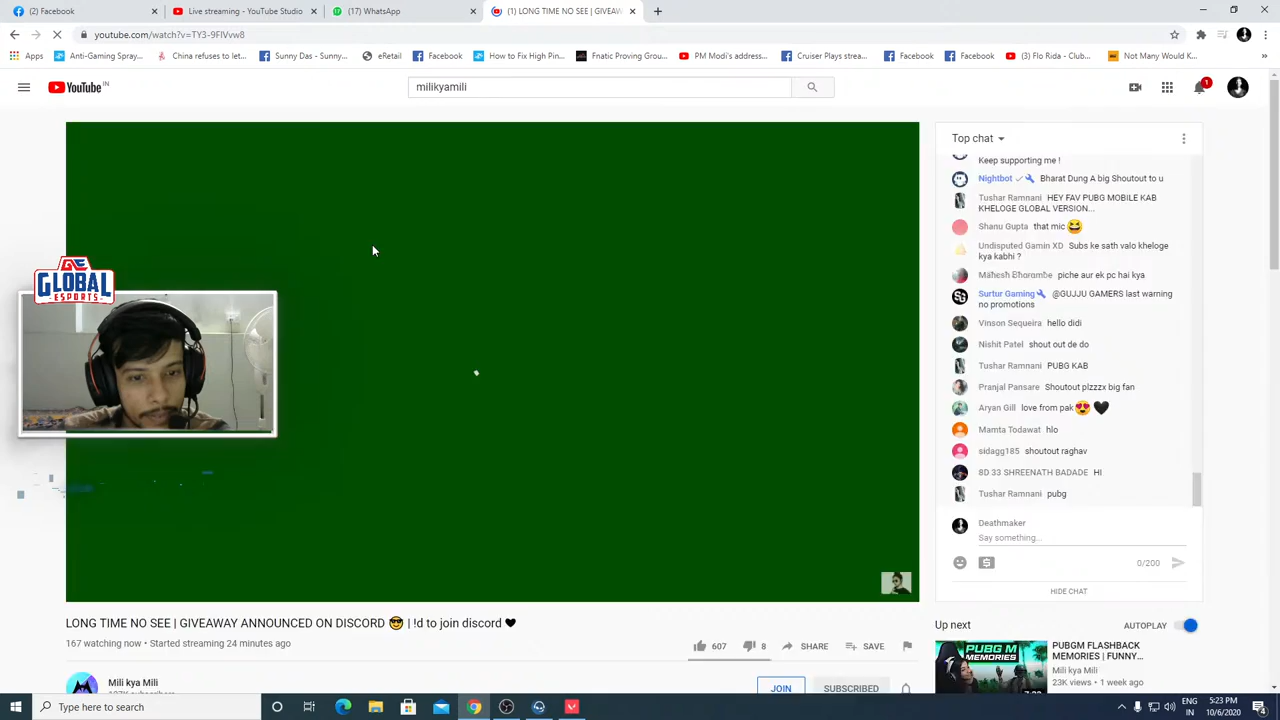 (2) Facebook
Live streaming - YouTube Studio
(17) WhatsApp
(1) LONG TIME NO SEE | GIVEAW
youtube.com/watch?v=TY3-9FIVvw8
Apps
Anti-Gaming Spray...
China refuses to let...
Sunny Das- Sunny...
eRetail
Facebook
How to Fix High Pin...
Fnatic Proving Grou...
PM Modi's address...
Cruiser Plays strea...
Facebook
Facebook
(3) Flo Rida - Club...
Not Many Would K...
YouTube IN
milikyamili
1
Top chat
Keep supporting me !
Nightbot Bharat Dung A big Shoutout to u
Tushar Ramnani HEY FAV PUBG MOBILE KAB
KHELOGE GLOBAL VERSION...
Shanu Gupta that mic
Undisputed Gamin XD Subs ke sath valo kheloge
kya kabhi ?
Mahesh Bharambe piche aur ek pc hai kya
Surtur Gaming @GUJJU GAMERS last warning
no promotions
Vinson Sequeira hello didi
Nishit Patel shout out de do
Tushar Ramnani PUBG KAB
Pranjal Pansare Shoutout plzzzx big fan
Aryan Gill love from pak
Mamta Todawat hlo
sidagg185 shoutout raghav
8D 33 SHREENATH BADADE HI
Tushar Ramnani pubg
Deathmaker
Say something...
0/200
HIDE CHAT
GE
GLOBAL
ESPORTS
LONG TIME NO SEE | GIVEAWAY ANNOUNCED ON DISCORD 😎 | !d to join discord 🖤
167 watching now • Started streaming 24 minutes ago
607
8
SHARE
SAVE
Mili kya Mili
JOIN
SUBSCRIBED
Up next
AUTOPLAY
PUBGM FLASHBACK
MEMORIES | FUNNY...
Mili kya Mili
23K views • 1 week ago
PUBG M
MEMORIES
Type here to search
ENG
IN
5:23 PM
10/6/2020